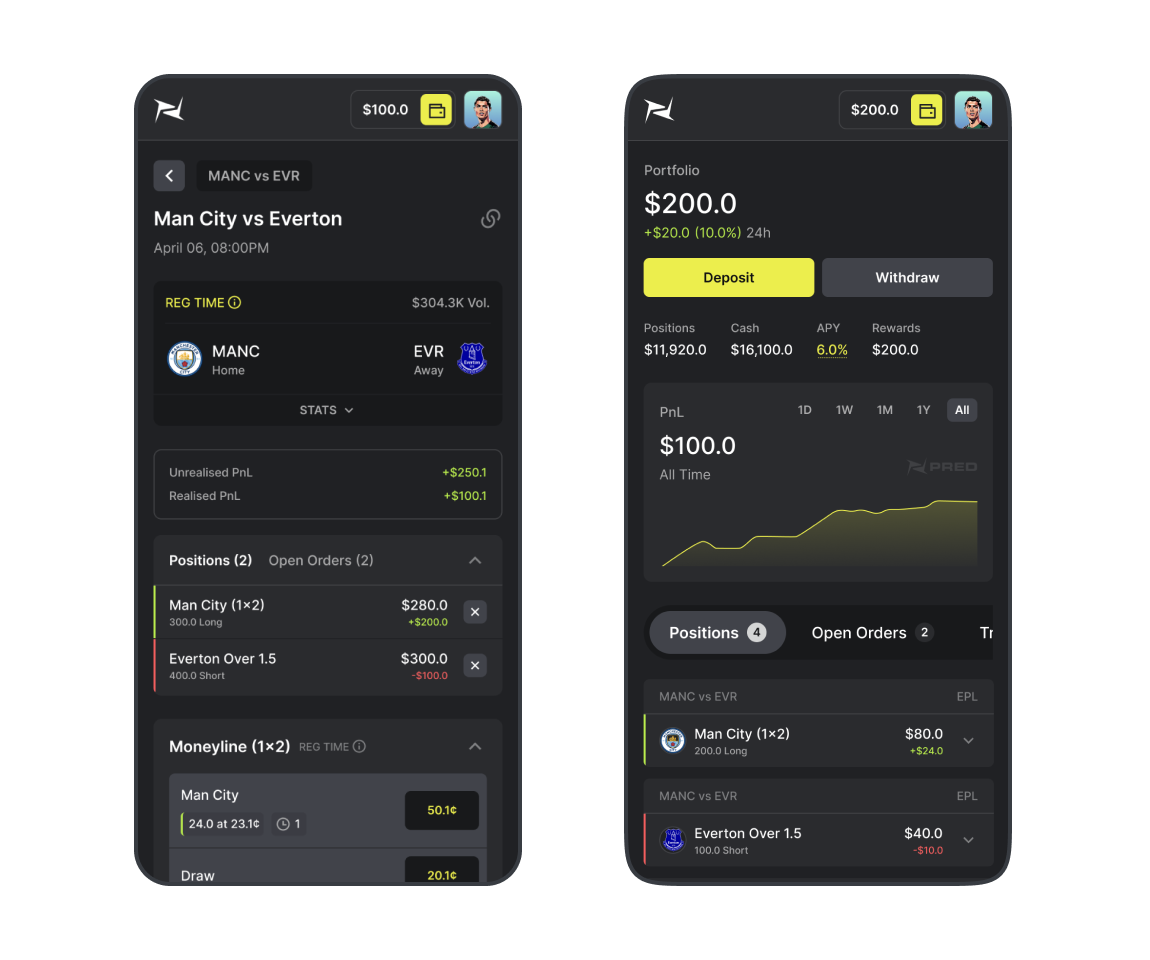 $100.0
MANC vs EVR
Man City vs Everton
April 06, 08:00PM
REG TIME
$304.3K Vol.
MANC
Home
EVR
Away
STATS
Unrealised PnL
+$250.1
Realised PnL
+$100.1
Positions (2)
Open Orders (2)
Man City (1×2)
$280.0
300.0 Long
+$200.0
Everton Over 1.5
$300.0
400.0 Short
-$100.0
Moneyline (1×2)
REG TIME
Man City
24.0 at 23.1¢
1
50.1¢
Draw
20.1¢
$200.0
Portfolio
$200.0
+$20.0 (10.0%) 24h
Deposit
Withdraw
Positions
Cash
APY
Rewards
$11,920.0
$16,100.0
6.0%
$200.0
PnL
1D
1W
1M
1Y
All
$100.0
All Time
PRED
Positions 4
Open Orders 2
Tr
MANC vs EVR
EPL
Man City (1×2)
$80.0
200.0 Long
+$24.0
MANC vs EVR
EPL
Everton Over 1.5
$40.0
100.0 Short
-$10.0